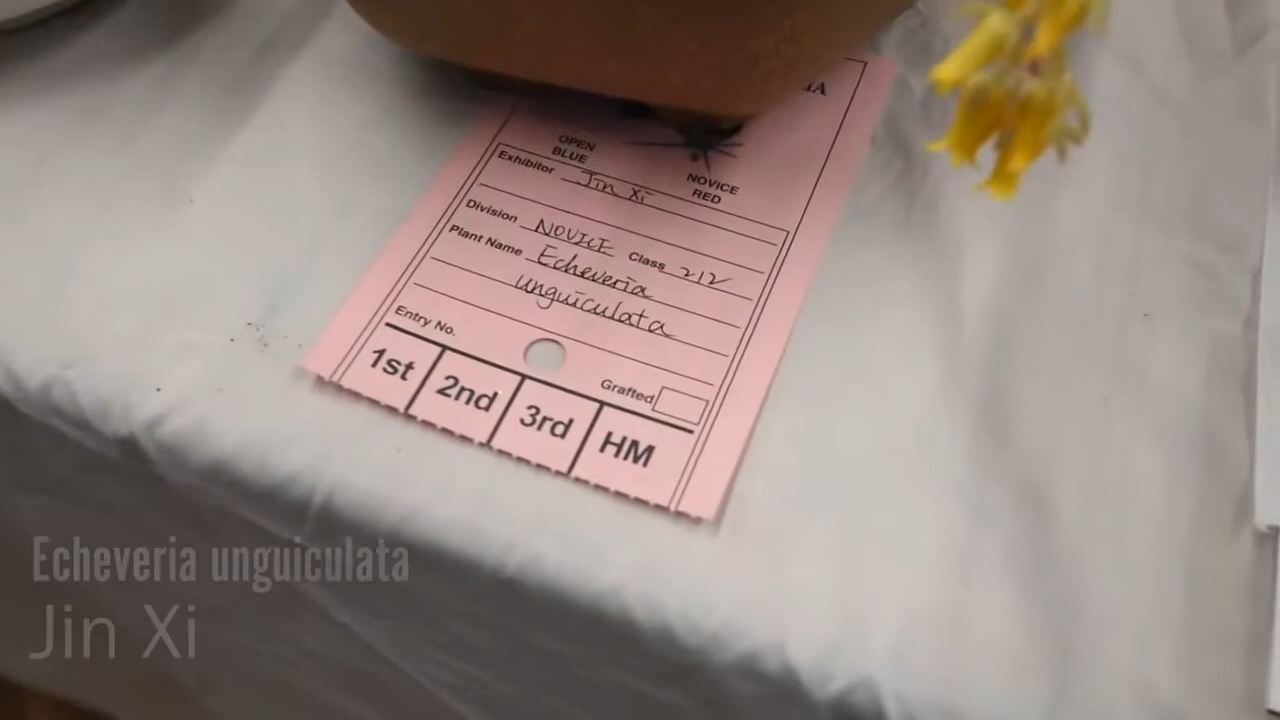 OPEN
BLUE
NOVICE
RED
Exhibitor Jin Xi
Division NOVICE Class 212
Plant Name Echeveria
unguiculata
Entry No.
Grafted
1st 2nd 3rd HM
Echeveria unguiculata
Jin Xi